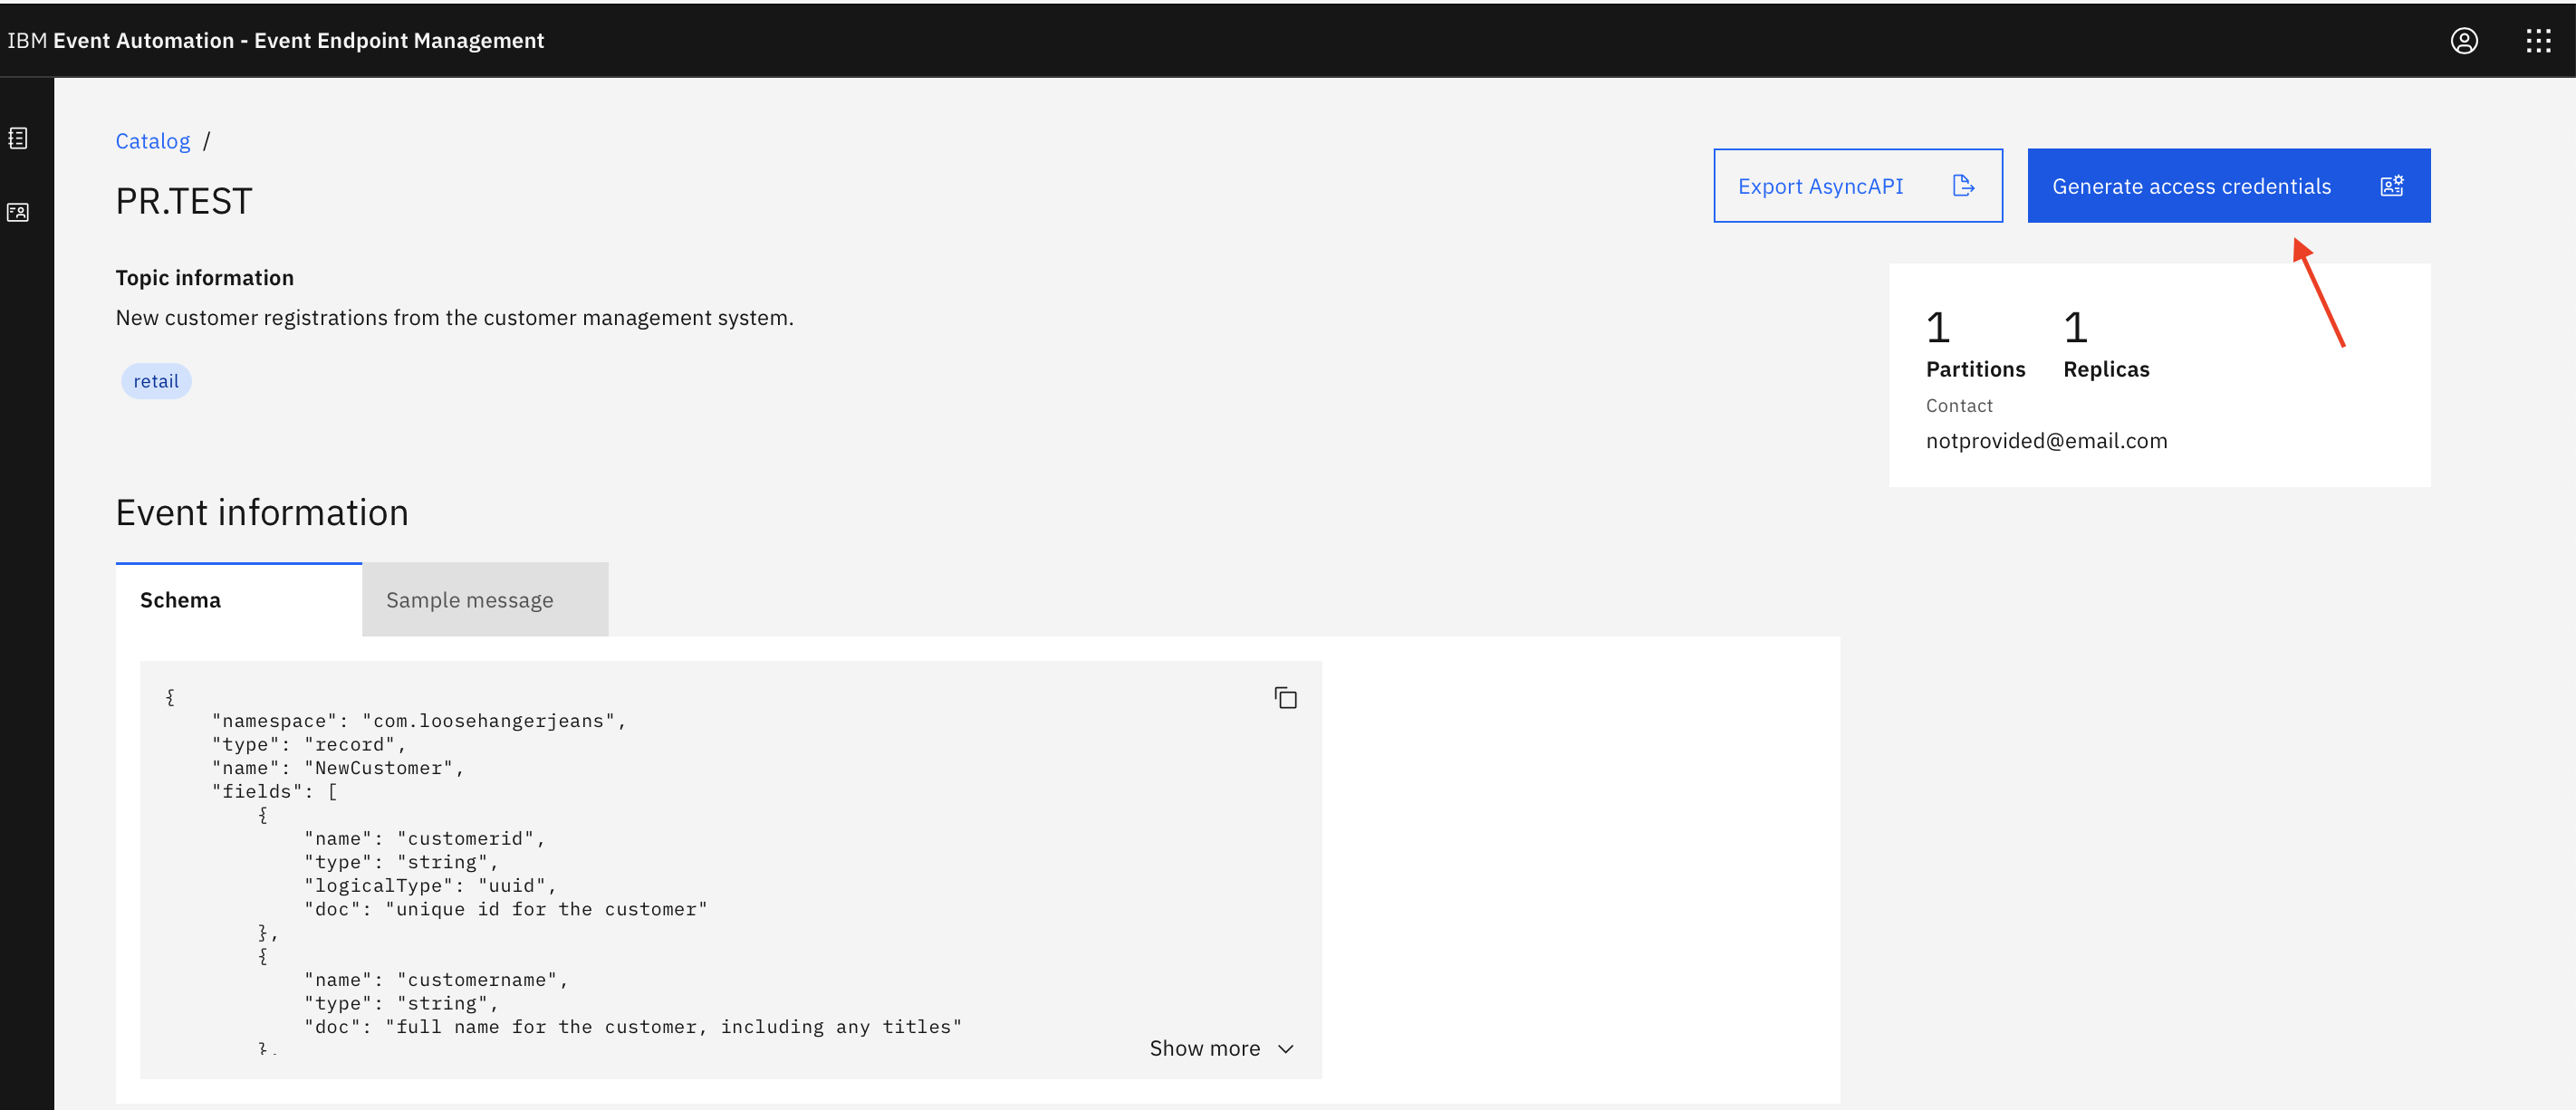 IBM Event Automation - Event Endpoint Management
Catalog /
PR.TEST
Export AsyncAPI
Generate access credentials
Topic information
New customer registrations from the customer management system.
retail
1 1
Partitions Replicas
Contact
notprovided@email.com
Event information
Schema
Sample message
{
    "namespace": "com.loosehangerjeans",
    "type": "record",
    "name": "NewCustomer",
    "fields": [
        {
            "name": "customerid",
            "type": "string",
            "logicalType": "uuid",
            "doc": "unique id for the customer"
        },
        {
            "name": "customername",
            "type": "string",
            "doc": "full name for the customer, including any titles"
        },
Show more